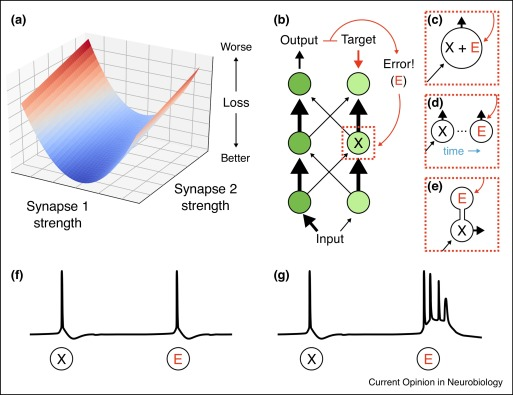 (a)
Worse
Loss
Better
Synapse 1
strength
Synapse 2
strength
(b)
Output
Target
Error!
(E)
X
Input
(c)
X + E
(d)
X ... E
time →
(e)
E
X
(f)
X
E
(g)
X
E
Current Opinion in Neurobiology